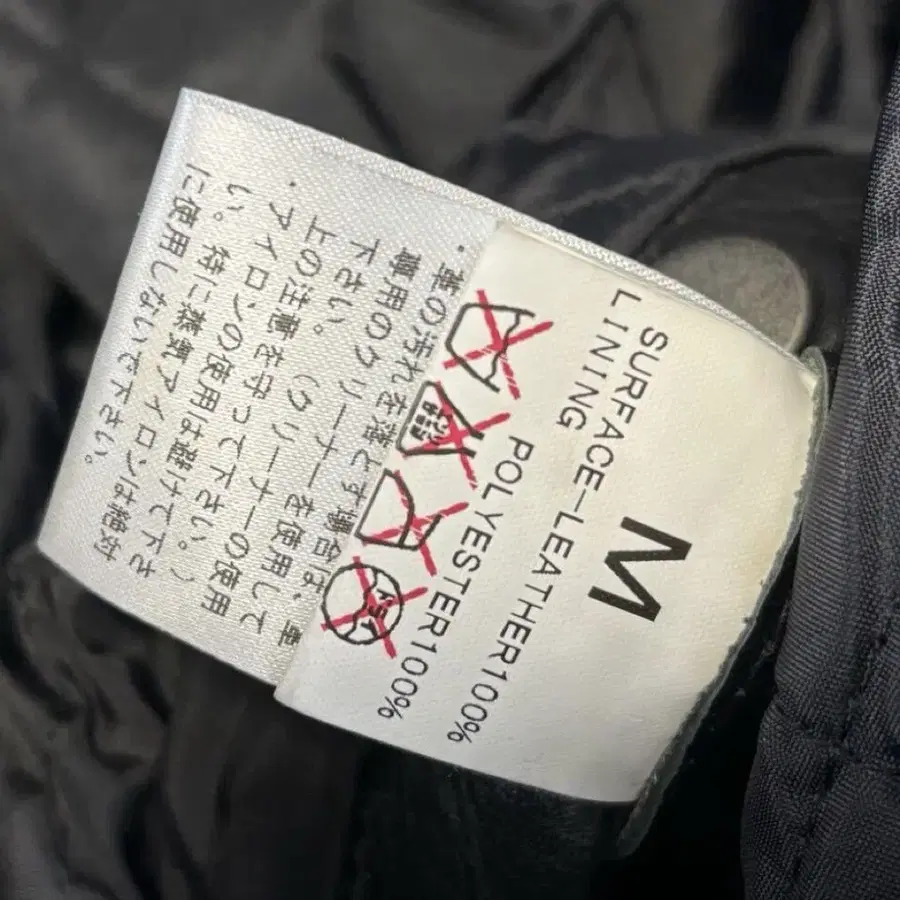 M
SURFACE-LEATHER100%
LINING POLYESTER100%
ドライ
・革の汚れを落とす場合は、革
専用のクリーナーを使用して
下さい。(クリーナーの使用
上の注意を守って下さい。)
・アイロンの使用は避けて下さ
い。特に蒸気アイロンは絶対
に使用しないで下さい。